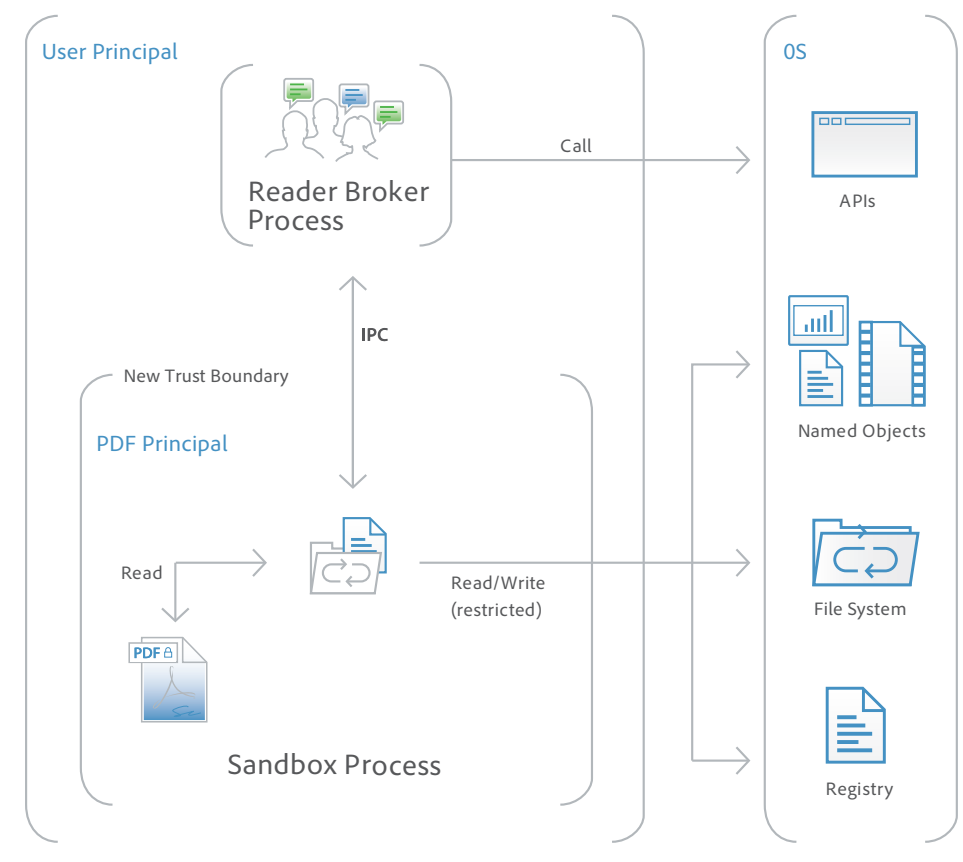 User Principal
OS
Reader Broker
Process
Call
APIs
IPC
New Trust Boundary
PDF Principal
Named Objects
Read
Read/Write
(restricted)
File System
PDF
Sandbox Process
Registry